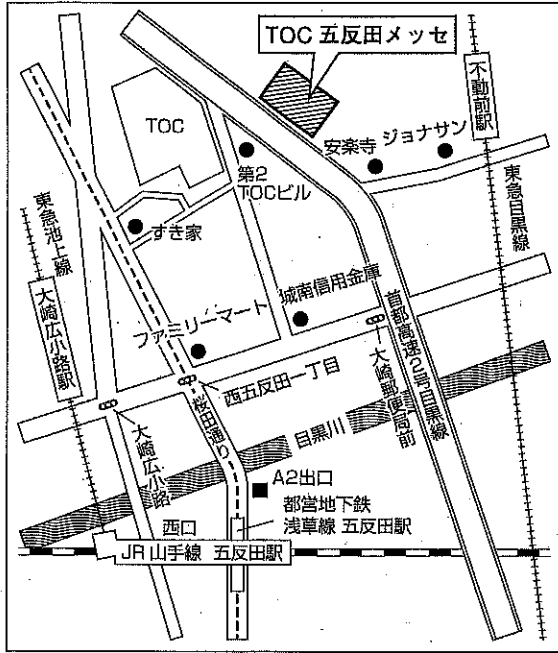 TOC 五反田メッセ
不動前駅
TOC
安楽寺
ジョナサン
第2
TOCビル
東急目黒線
東急池上線
すき家
大崎広小路駅
城南信用金庫
ファミリーマート
首都高速2号目黒線
大崎郵便局前
西五反田一丁目
桜田通り
目黒川
大崎広小路
A2出口
都営地下鉄
浅草線 五反田駅
西口
JR山手線 五反田駅